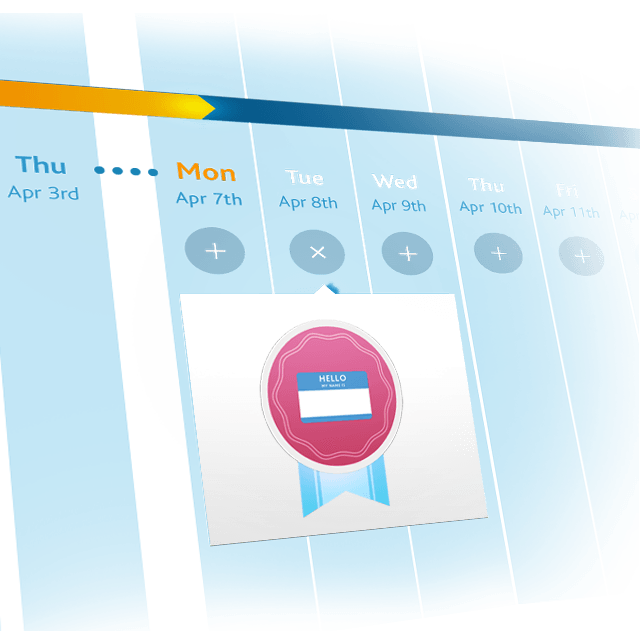 Thu
Apr 3rd
Mon
Apr 7th
Tue
Apr 8th
Wed
Apr 9th
Thu
Apr 10th
Fri
Apr 11th
HELLO
MY NAME IS